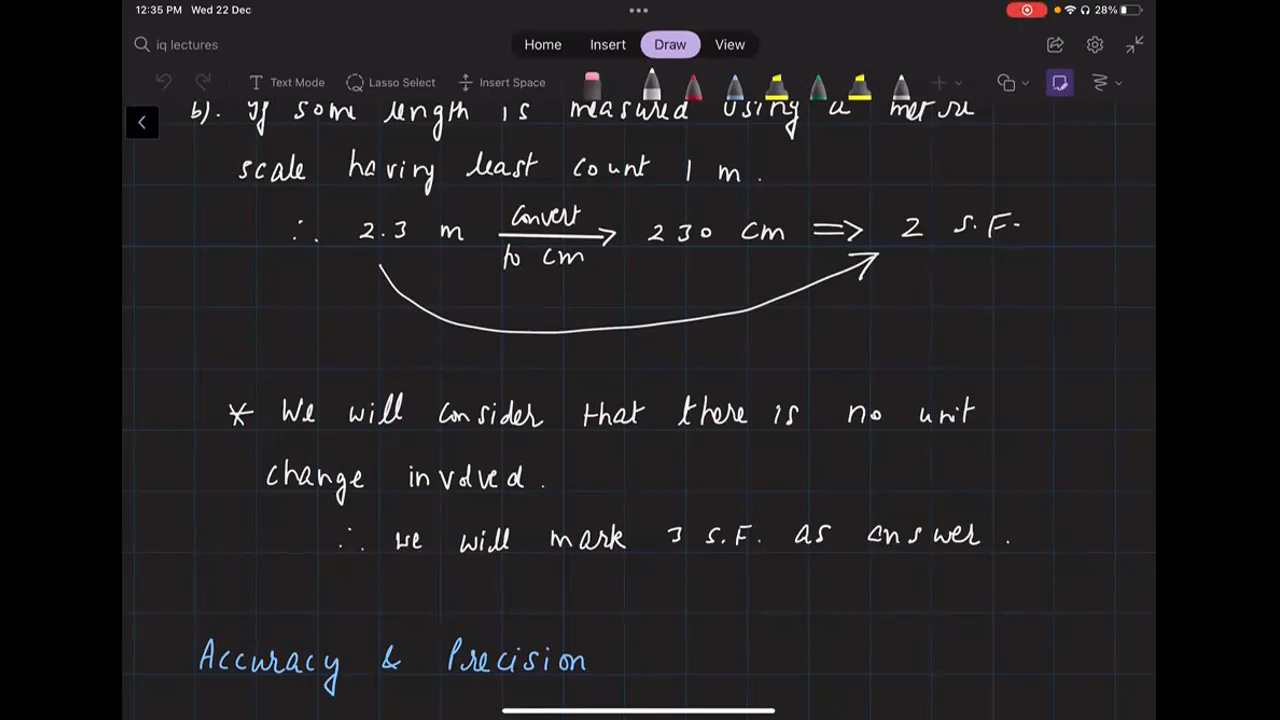 12:35 PM Wed 22 Dec
28%
iq lectures
Home Insert Draw View
Text Mode Lasso Select Insert Space
b). If some length is measured using a metre
scale having least count 1 m.
∴ 2.3 m convert to cm → 230 cm ⇒ 2 S.F.
* We will consider that there is no unit
change involved.
∴ we will mark 3 S.F. as answer.
Accuracy & Precision